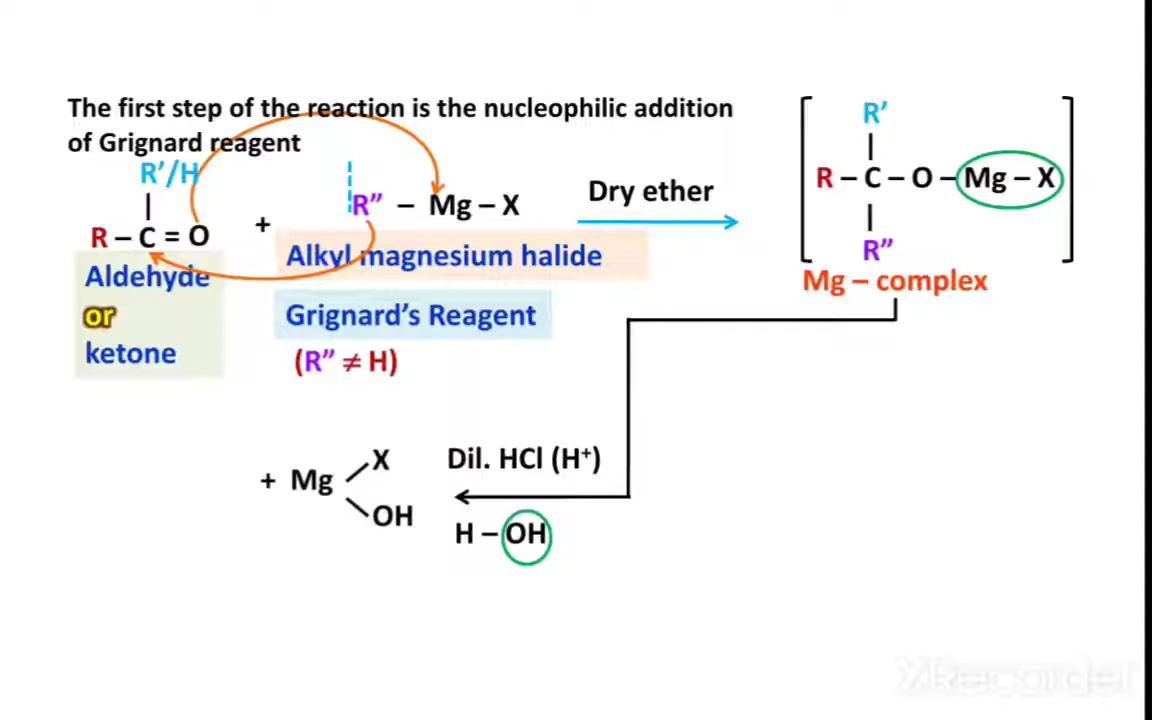 The first step of the reaction is the nucleophilic addition
of Grignard reagent
R’/H
R – C = O
+
R” – Mg – X
Dry ether
R’
R – C – O – Mg – X
R”
Aldehyde
or
ketone
Alkyl magnesium halide
Grignard’s Reagent
(R” ≠ H)
Mg – complex
+ Mg
X
OH
Dil. HCl (H⁺)
H – OH
XRecorder